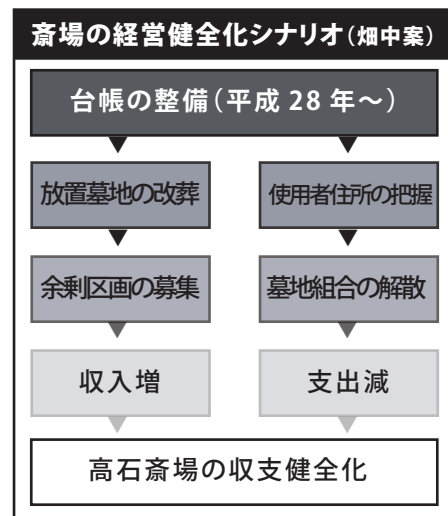 斎場の経営健全化シナリオ（畑中案）
台帳の整備（平成 28 年～）
放置墓地の改葬
使用者住所の把握
余剰区画の募集
墓地組合の解散
収入増
支出減
高石斎場の収支健全化